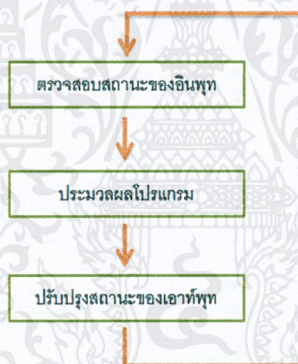 ตรวจสอบสถานะของอินพุท
ประมวลผลโปรแกรม
ปรับปรุงสถานะของเอาท์พุท